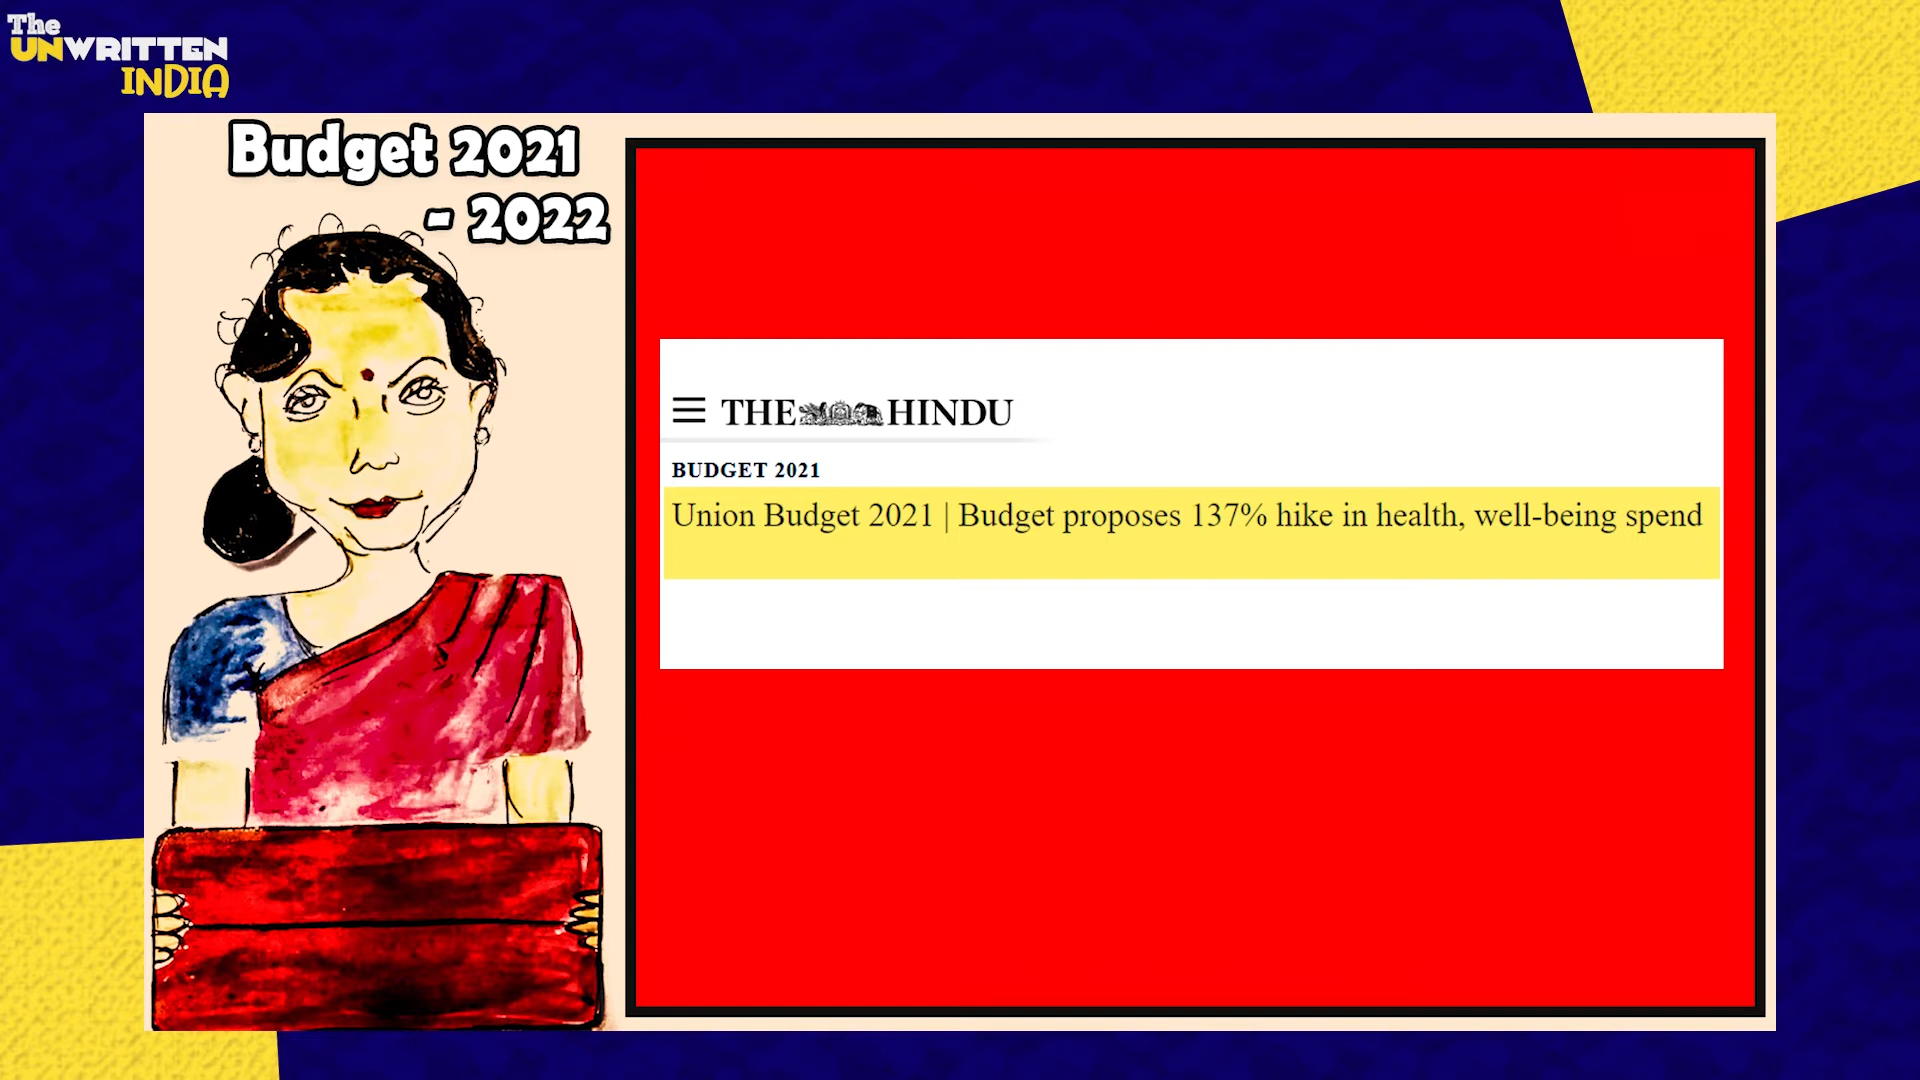 The
UNWRITTEN
INDIA
Budget 2021
- 2022
THE HINDU
BUDGET 2021
Union Budget 2021 | Budget proposes 137% hike in health, well-being spend